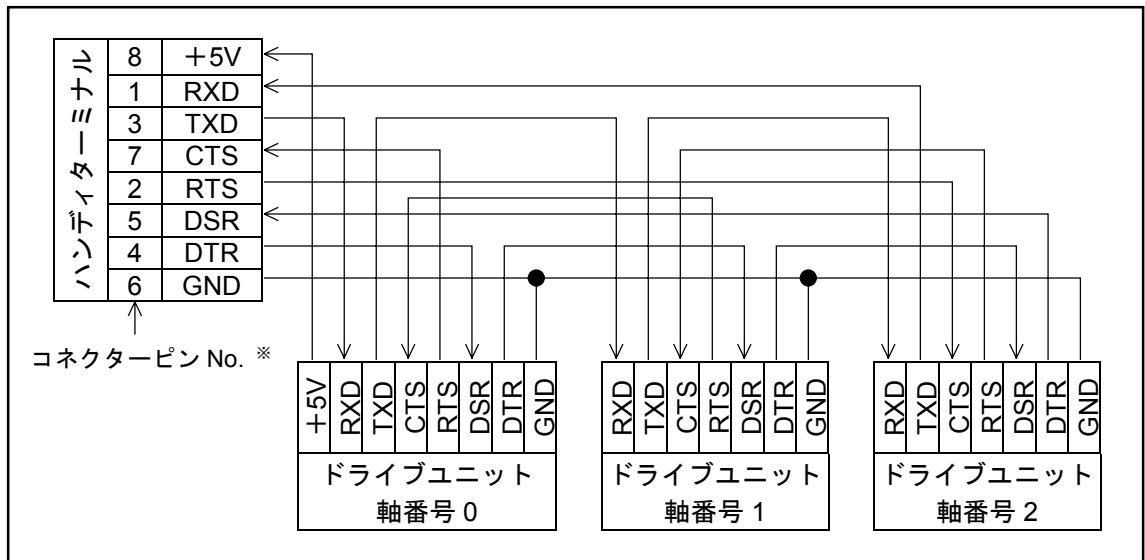 ハンディターミナル
8 +5V
1 RXD
3 TXD
7 CTS
2 RTS
5 DSR
4 DTR
6 GND
コネクターピン No. ※
+5V RXD TXD CTS RTS DSR DTR GND
ドライブユニット
軸番号 0
RXD TXD CTS RTS DSR DTR GND
ドライブユニット
軸番号 1
RXD TXD CTS RTS DSR DTR GND
ドライブユニット
軸番号 2